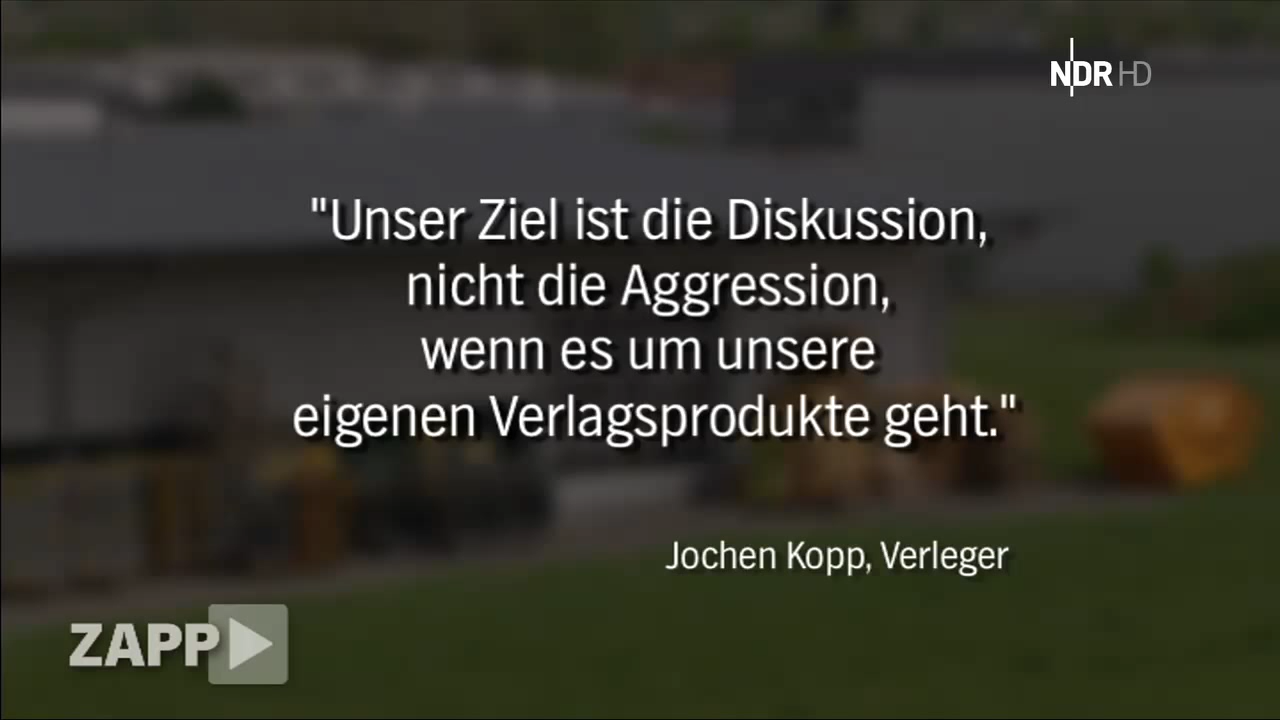 NDR HD
"Unser Ziel ist die Diskussion,
nicht die Aggression,
wenn es um unsere
eigenen Verlagsprodukte geht."
Jochen Kopp, Verleger
ZAPP